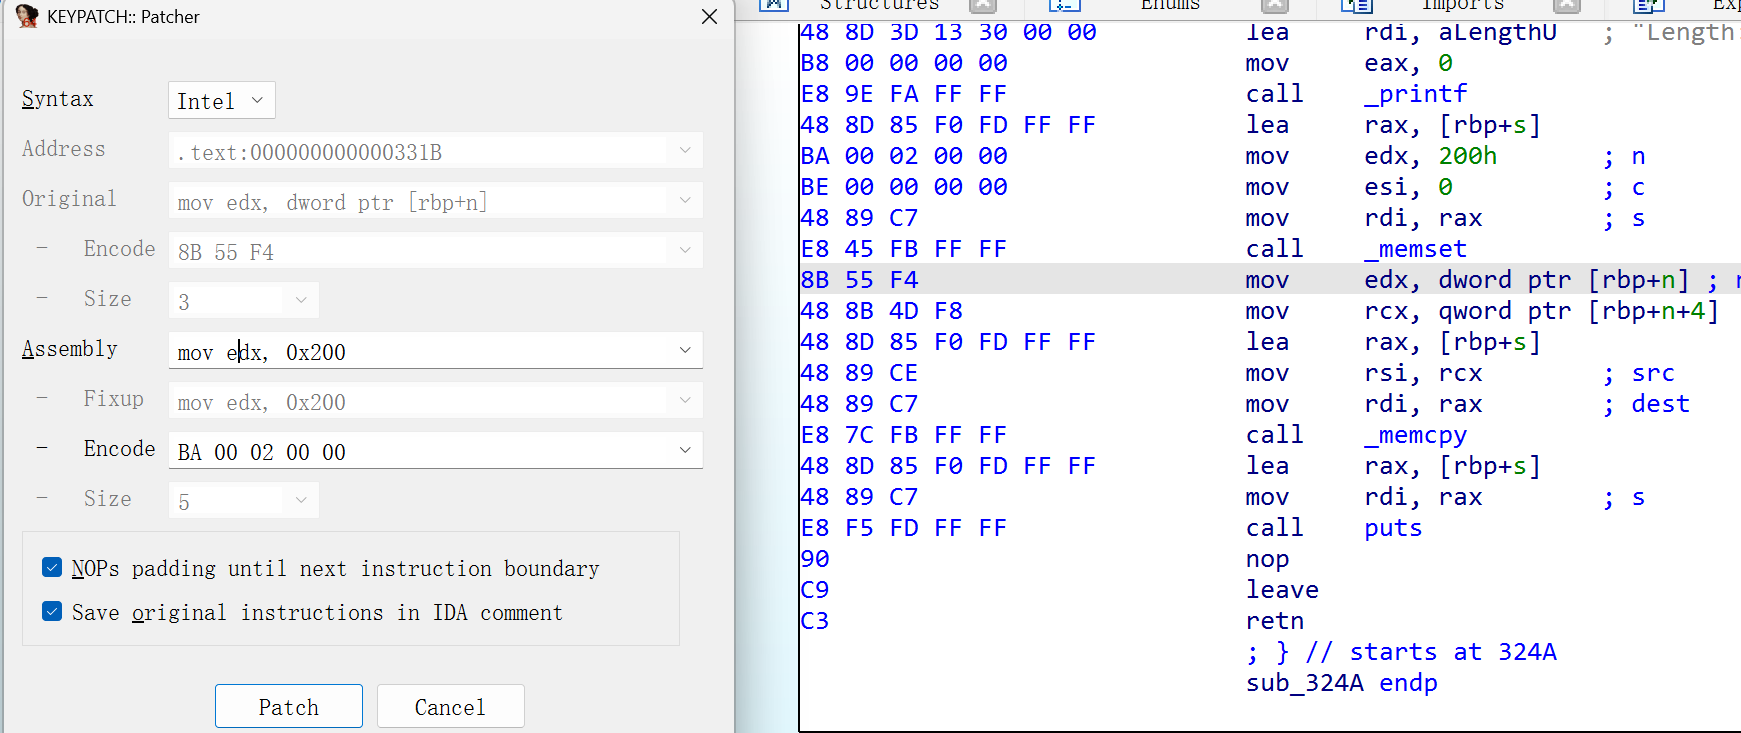 KEYPATCH:: Patcher
Syntax Intel
Address .text:000000000000331B
Original mov edx, dword ptr [rbp+n]
- Encode 8B 55 F4
- Size 3
Assembly mov edx, 0x200
- Fixup mov edx, 0x200
- Encode BA 00 02 00 00
- Size 5
NOPs padding until next instruction boundary
Save original instructions in IDA comment
Patch Cancel
Structures Enums Imports
48 8D 3D 13 30 00 00 lea rdi, aLengthU ; "Length
B8 00 00 00 00 mov eax, 0
E8 9E FA FF FF call _printf
48 8D 85 F0 FD FF FF lea rax, [rbp+s]
BA 00 02 00 00 mov edx, 200h ; n
BE 00 00 00 00 mov esi, 0 ; c
48 89 C7 mov rdi, rax ; s
E8 45 FB FF FF call _memset
8B 55 F4 mov edx, dword ptr [rbp+n] ;
48 8B 4D F8 mov rcx, qword ptr [rbp+n+4]
48 8D 85 F0 FD FF FF lea rax, [rbp+s]
48 89 CE mov rsi, rcx ; src
48 89 C7 mov rdi, rax ; dest
E8 7C FB FF FF call _memcpy
48 8D 85 F0 FD FF FF lea rax, [rbp+s]
48 89 C7 mov rdi, rax ; s
E8 F5 FD FF FF call puts
90 nop
C9 leave
C3 retn
; } // starts at 324A
sub_324A endp